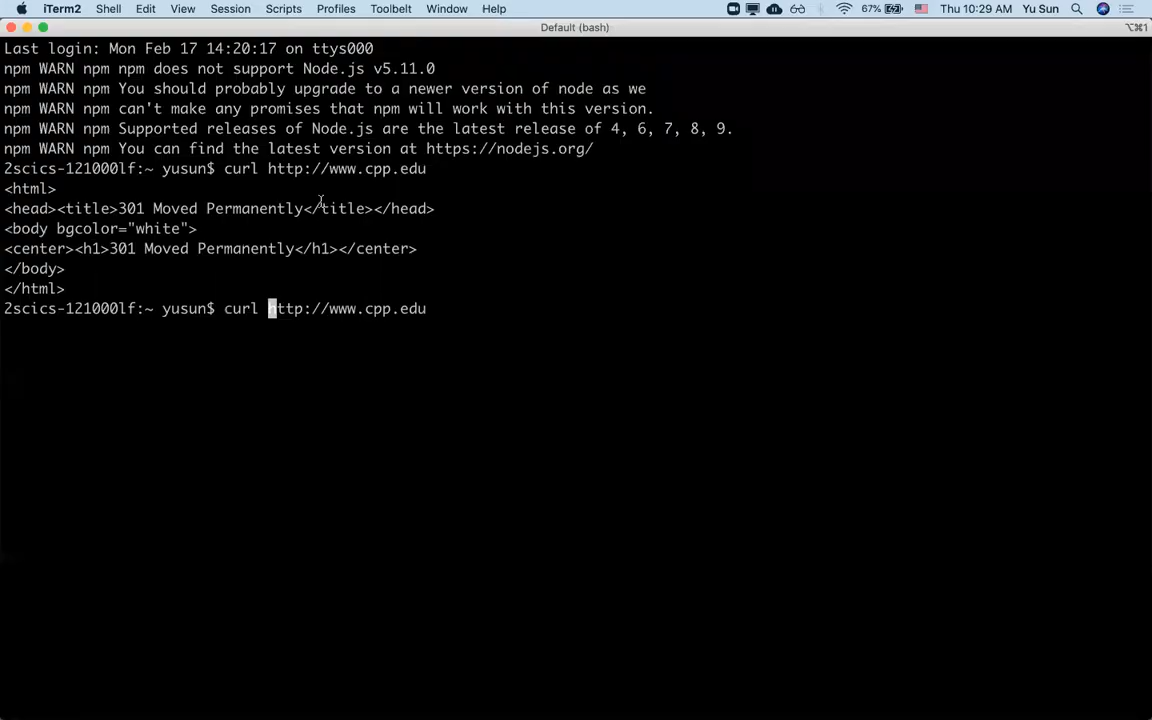 iTerm2 Shell Edit View Session Scripts Profiles Toolbelt Window Help 67% Thu 10:29 AM Yu Sun
Default (bash) ⌥⌘1
Last login: Mon Feb 17 14:20:17 on ttys000
npm WARN npm npm does not support Node.js v5.11.0
npm WARN npm You should probably upgrade to a newer version of node as we
npm WARN npm can't make any promises that npm will work with this version.
npm WARN npm Supported releases of Node.js are the latest release of 4, 6, 7, 8, 9.
npm WARN npm You can find the latest version at https://nodejs.org/
2scics-121000lf:~ yusun$ curl http://www.cpp.edu
<html>
<head><title>301 Moved Permanently</title></head>
<body bgcolor="white">
<center><h1>301 Moved Permanently</h1></center>
</body>
</html>
2scics-121000lf:~ yusun$ curl http://www.cpp.edu